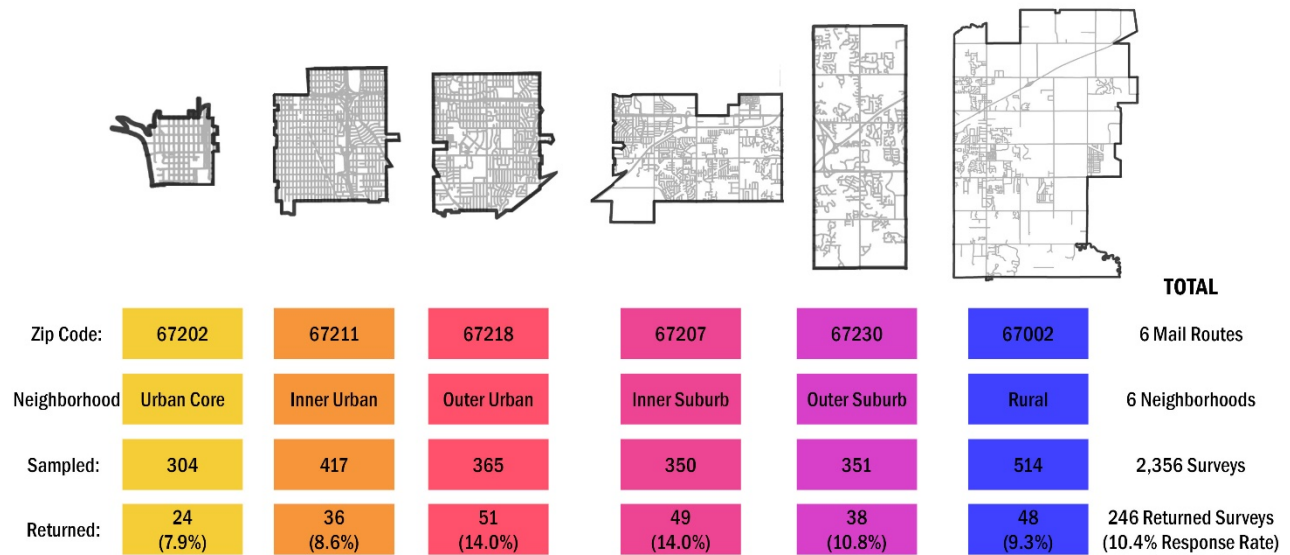 TOTAL
Zip Code: 67202 67211 67218 67207 67230 67002 6 Mail Routes
Neighborhood Urban Core Inner Urban Outer Urban Inner Suburb Outer Suburb Rural 6 Neighborhoods
Sampled: 304 417 365 350 351 514 2,356 Surveys
Returned: 24 36 51 49 38 48 246 Returned Surveys
(7.9%) (8.6%) (14.0%) (14.0%) (10.8%) (9.3%) (10.4% Response Rate)